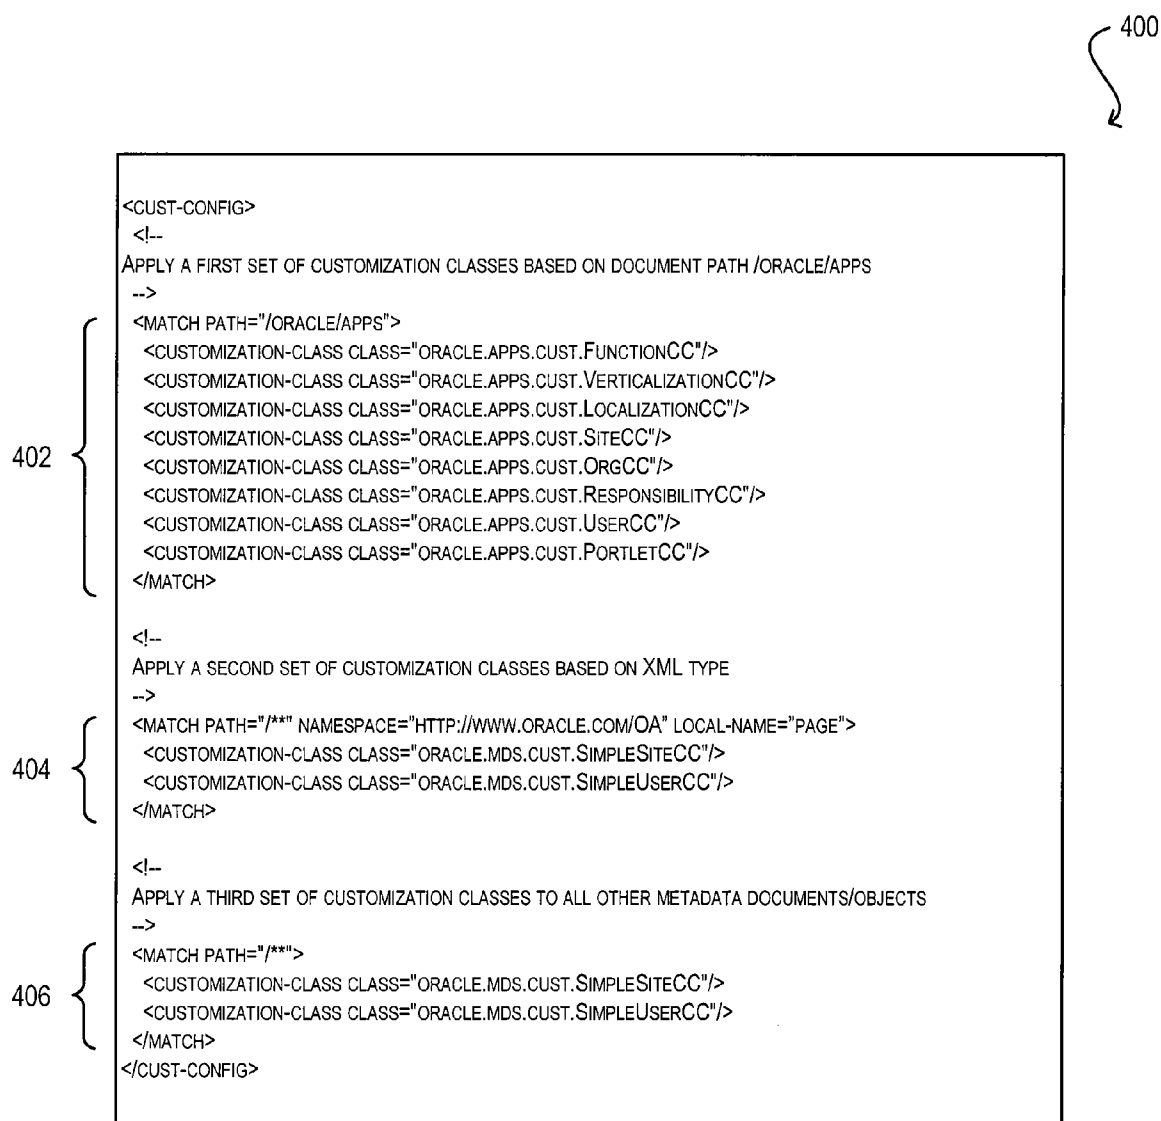 400
<CUST-CONFIG>
<!--
APPLY A FIRST SET OF CUSTOMIZATION CLASSES BASED ON DOCUMENT PATH /ORACLE/APPS
-->
<MATCH PATH="/ORACLE/APPS">
<CUSTOMIZATION-CLASS CLASS="ORACLE.APPS.CUST.FUNCTIONCC"/>
<CUSTOMIZATION-CLASS CLASS="ORACLE.APPS.CUST.VERTICALIZATIONCC"/>
<CUSTOMIZATION-CLASS CLASS="ORACLE.APPS.CUST.LOCALIZATIONCC"/>
<CUSTOMIZATION-CLASS CLASS="ORACLE.APPS.CUST.SITECC"/>
402
<CUSTOMIZATION-CLASS CLASS="ORACLE.APPS.CUST.ORGCC"/>
<CUSTOMIZATION-CLASS CLASS="ORACLE.APPS.CUST.RESPONSIBILITYCC"/>
<CUSTOMIZATION-CLASS CLASS="ORACLE.APPS.CUST.USERCC"/>
<CUSTOMIZATION-CLASS CLASS="ORACLE.APPS.CUST.PORTLETCC"/>
</MATCH>
<!--
APPLY A SECOND SET OF CUSTOMIZATION CLASSES BASED ON XML TYPE
-->
<MATCH PATH="/**" NAMESPACE="HTTP://WWW.ORACLE.COM/OA" LOCAL-NAME="PAGE">
<CUSTOMIZATION-CLASS CLASS="ORACLE.MDS.CUST.SIMPLESITECC"/>
404
<CUSTOMIZATION-CLASS CLASS="ORACLE.MDS.CUST.SIMPLEUSERCC"/>
</MATCH>
<!--
APPLY A THIRD SET OF CUSTOMIZATION CLASSES TO ALL OTHER METADATA DOCUMENTS/OBJECTS
-->
<MATCH PATH="/**">
<CUSTOMIZATION-CLASS CLASS="ORACLE.MDS.CUST.SIMPLESITECC"/>
406
<CUSTOMIZATION-CLASS CLASS="ORACLE.MDS.CUST.SIMPLEUSERCC"/>
</MATCH>
</CUST-CONFIG>